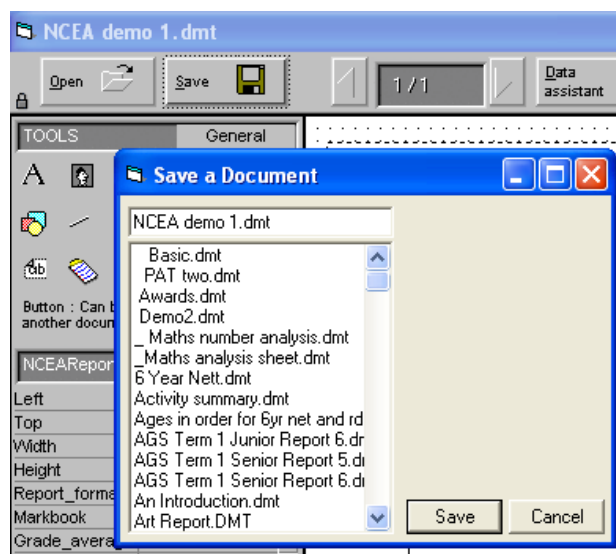 NCEA demo 1.dmt
Open
Save
1/1
Data
assistant
TOOLS
General
A
Save a Document
NCEA demo 1.dmt
Basic.dmt
PAT two.dmt
Awards.dmt
Demo2.dmt
_ Maths number analysis.dmt
_Maths analysis sheet.dmt
6 Year Nett.dmt
Activity summary.dmt
Ages in order for 6yr net and rd
AGS Term 1 Junior Report 6.dr
AGS Term 1 Senior Report 5.dr
AGS Term 1 Senior Report 6.dr
An Introduction.dmt
Art Report.DMT
Save
Cancel
ab
Button : Can b
another docum
NCEARepor
Left
Top
Width
Height
Report_forma
Markbook
Grade_averag